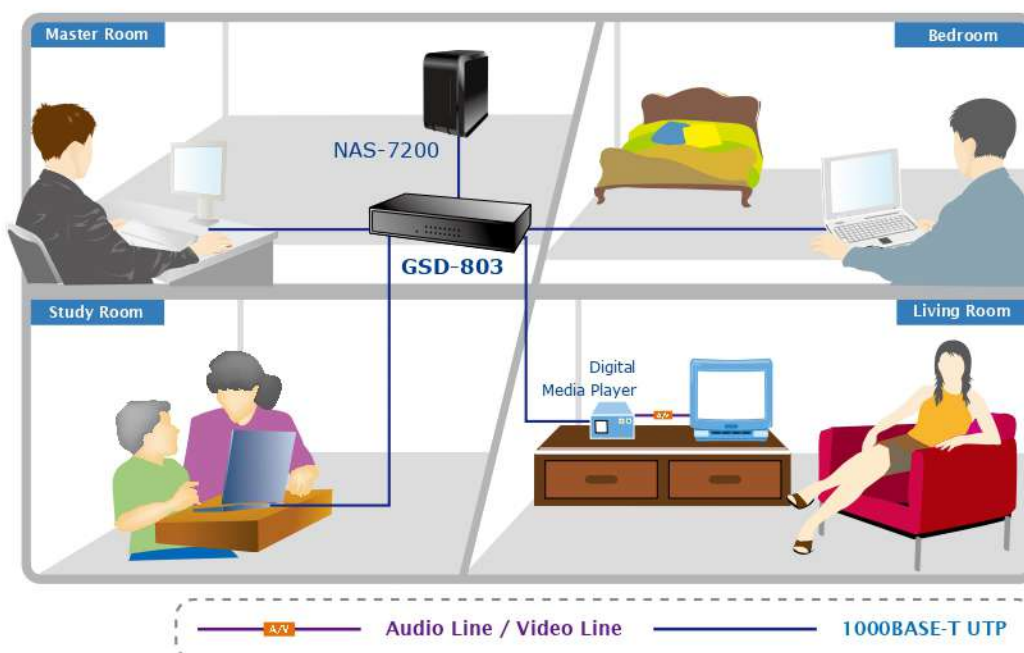 Master Room
Bedroom
NAS-7200
GSD-803
Study Room
Living Room
Digital
Media Player
A/V
A/V
Audio Line / Video Line
1000BASE-T UTP